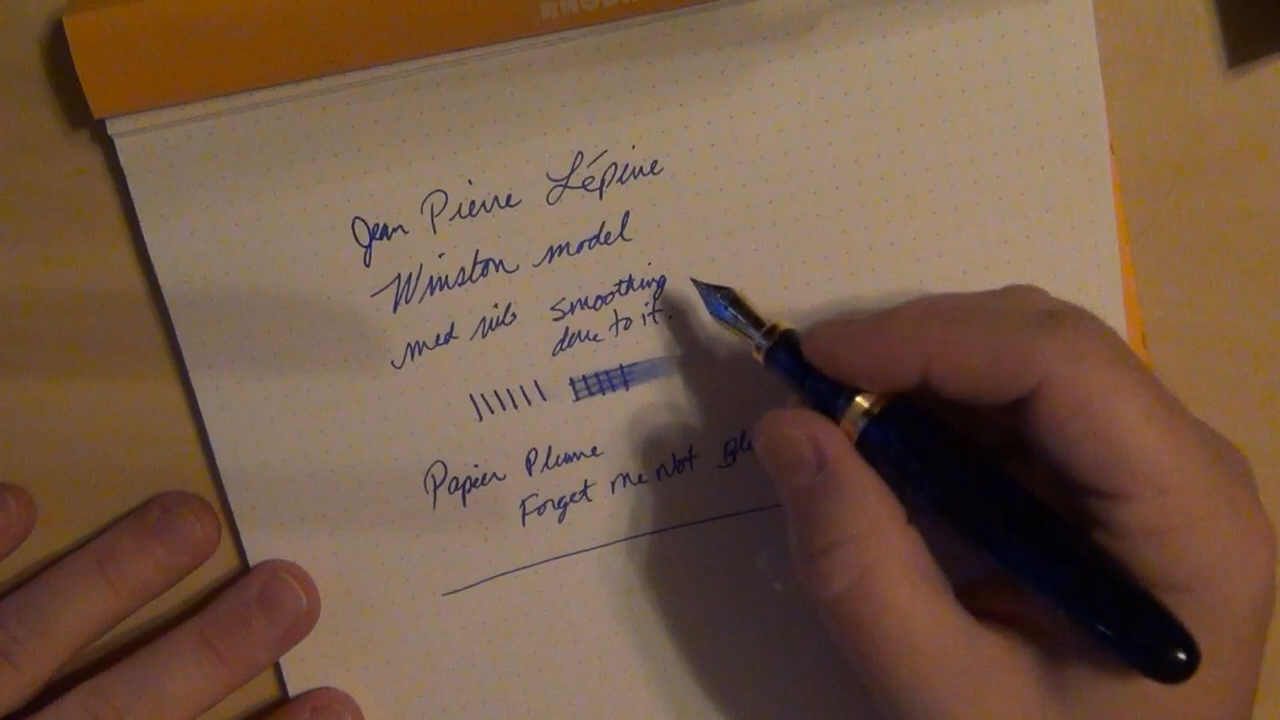 Jean Pierre Lépine
Winston model
med nib smoothing
done to it.
Papier Plume
Forget me Not